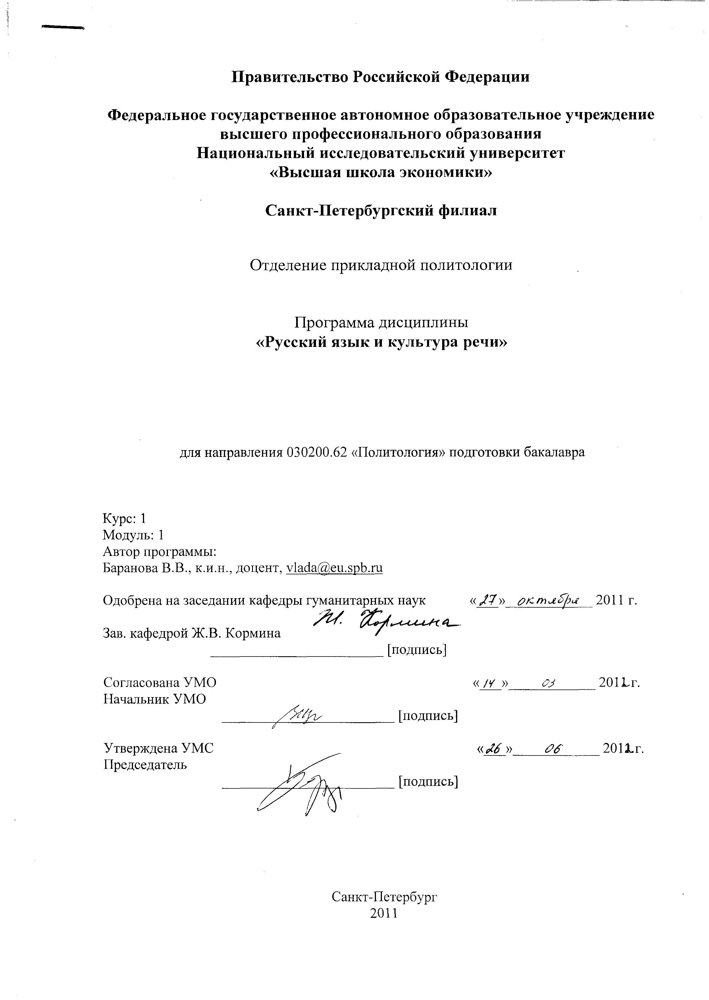 Правительство Российской Федерации
Федеральное государственное автономное образовательное учреждение
высшего профессионального образования
Национальный исследовательский университет
«Высшая школа экономики»
Санкт-Петербургский филиал
Отделение прикладной политологии
Программа дисциплины
«Русский язык и культура речи»
для направления 030200.62 «Политология» подготовки бакалавра
Курс: 1
Модуль: 1
Автор программы:
Баранова В.В., к.и.н., доцент, vlada@eu.spb.ru
Одобрена на заседании кафедры гуманитарных наук «27» октября 2011 г.
Ж. Кормина
Зав. кафедрой Ж.В. Кормина
[подпись]
Согласована УМО «14» 03 2012 г.
Начальник УМО
[подпись]
Утверждена УМС «26» 06 2012 г.
Председатель
[подпись]
Санкт-Петербург
2011